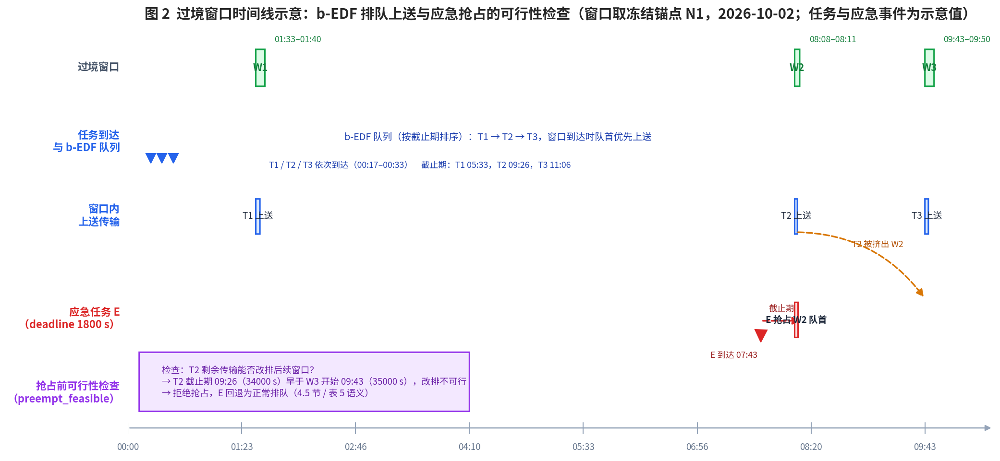 图 2 过境窗口时间线示意：b-EDF 排队上送与应急抢占的可行性检查（窗口取冻结锚点 N1，2026-10-02；任务与应急事件为示意值）
01:33–01:40
08:08–08:11
09:43–09:50
过境窗口
W1
W2
W3
任务到达
与 b-EDF 队列
b-EDF 队列（按截止期排序）：T1 → T2 → T3，窗口到达时队首优先上送
T1 / T2 / T3 依次到达（00:17–00:33） 截止期：T1 05:33，T2 09:26，T3 11:06
窗口内
上送传输
T1 上送
T2 上送
T3 上送
T2 被挤出 W2
应急任务 E
（deadline 1800 s）
截止期
E 抢占 W2 队首
E 到达 07:43
抢占前可行性检查
（preempt_feasible）
检查：T2 剩余传输能否改排后续窗口？
→ T2 截止期 09:26（34000 s）早于 W3 开始 09:43（35000 s），改排不可行
→ 拒绝抢占，E 回退为正常排队（4.5 节 / 表 5 语义）
00:00
01:23
02:46
04:10
05:33
06:56
08:20
09:43